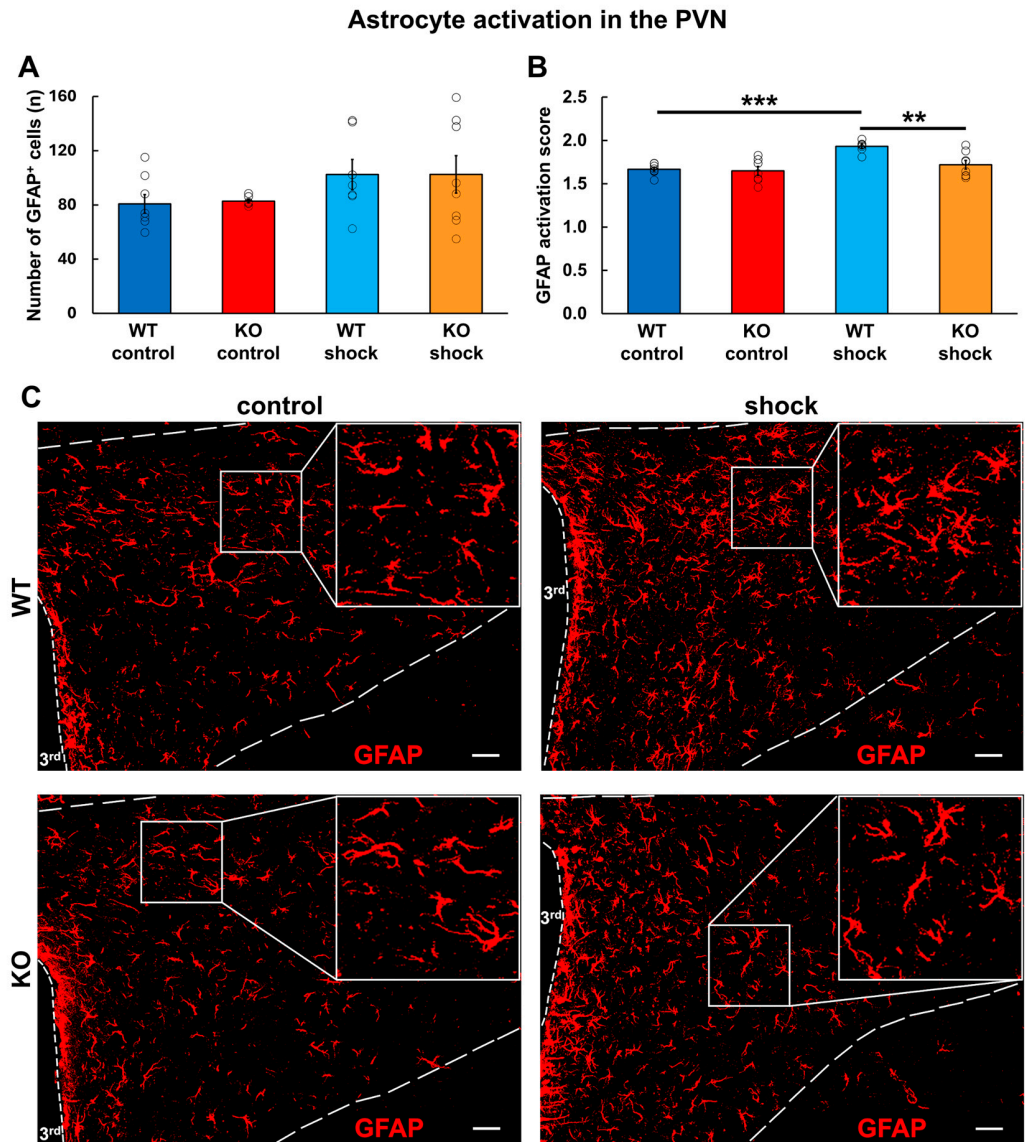 Astrocyte activation in the PVN
A
Number of GFAP⁺ cells (n)
160
120
80
40
0
WT
control
KO
control
WT
shock
KO
shock
B
GFAP activation score
2.5
2.0
1.5
1.0
0.5
0.0
***
**
WT
control
KO
control
WT
shock
KO
shock
C
control
shock
WT
3ʳᵈ
GFAP
3ʳᵈ
GFAP
KO
3ʳᵈ
GFAP
3ʳᵈ
GFAP